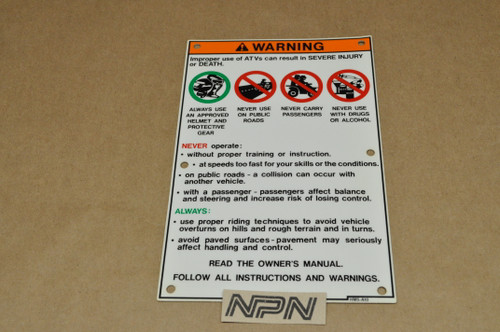 WARNING
Improper use of ATVs can result in SEVERE INJURY
or DEATH.
ALWAYS USE
AN APPROVED
HELMET AND
PROTECTIVE
GEAR
NEVER USE
ON PUBLIC
ROADS
NEVER CARRY
PASSENGERS
NEVER USE
WITH DRUGS
OR ALCOHOL
NEVER operate:
• without proper training or instruction.
• at speeds too fast for your skills or the conditions.
• on public roads - a collision can occur with
another vehicle.
• with a passenger - passengers affect balance
and steering and increase risk of losing control.
ALWAYS:
• use proper riding techniques to avoid vehicle
overturns on hills and rough terrain and in turns.
• avoid paved surfaces - pavement may seriously
affect handling and control.
READ THE OWNER'S MANUAL.
FOLLOW ALL INSTRUCTIONS AND WARNINGS.
NPN